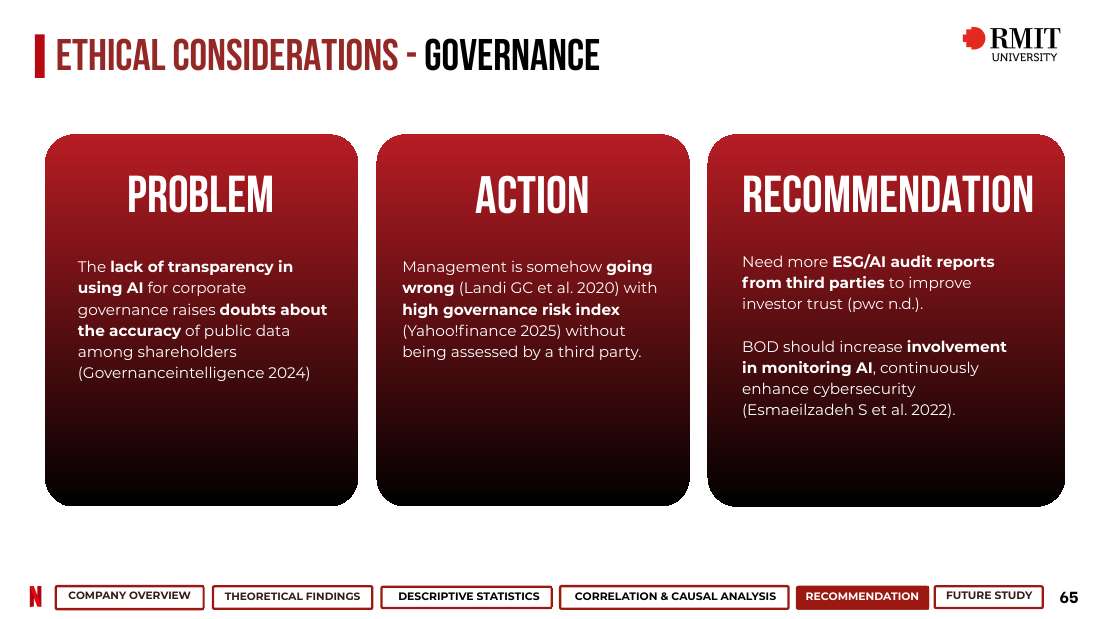 ETHICAL CONSIDERATIONS - GOVERNANCE
RMIT
UNIVERSITY
PROBLEM
The lack of transparency in
using AI for corporate
governance raises doubts about
the accuracy of public data
among shareholders
(Governanceintelligence 2024)
ACTION
Management is somehow going
wrong (Landi GC et al. 2020) with
high governance risk index
(Yahoo!finance 2025) without
being assessed by a third party.
RECOMMENDATION
Need more ESG/AI audit reports
from third parties to improve
investor trust (pwc n.d.).
BOD should increase involvement
in monitoring AI, continuously
enhance cybersecurity
(Esmaeilzadeh S et al. 2022).
N
COMPANY OVERVIEW
THEORETICAL FINDINGS
DESCRIPTIVE STATISTICS
CORRELATION & CAUSAL ANALYSIS
RECOMMENDATION
FUTURE STUDY
65